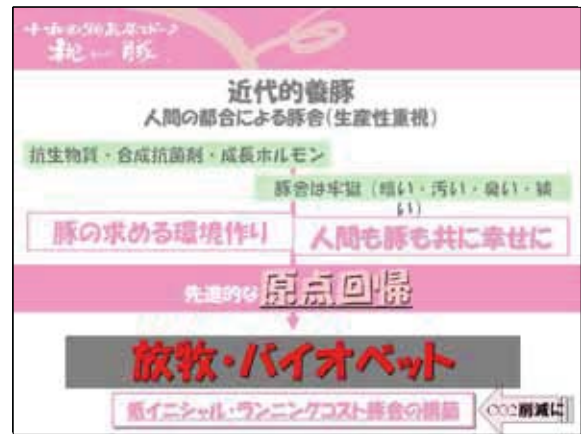 近代的養豚
人間の都合による豚舎(生産性重視)
抗生物質・合成抗菌剤・成長ホルモン
豚舎は牢獄（暗い・汚い・臭い・
い）
豚の求める環境作り
人間も豚も共に幸せに
先進的な原点回帰
放牧・バイオベット
低イニシャル・ランニングコスト豚舎の構築
CO2削減に